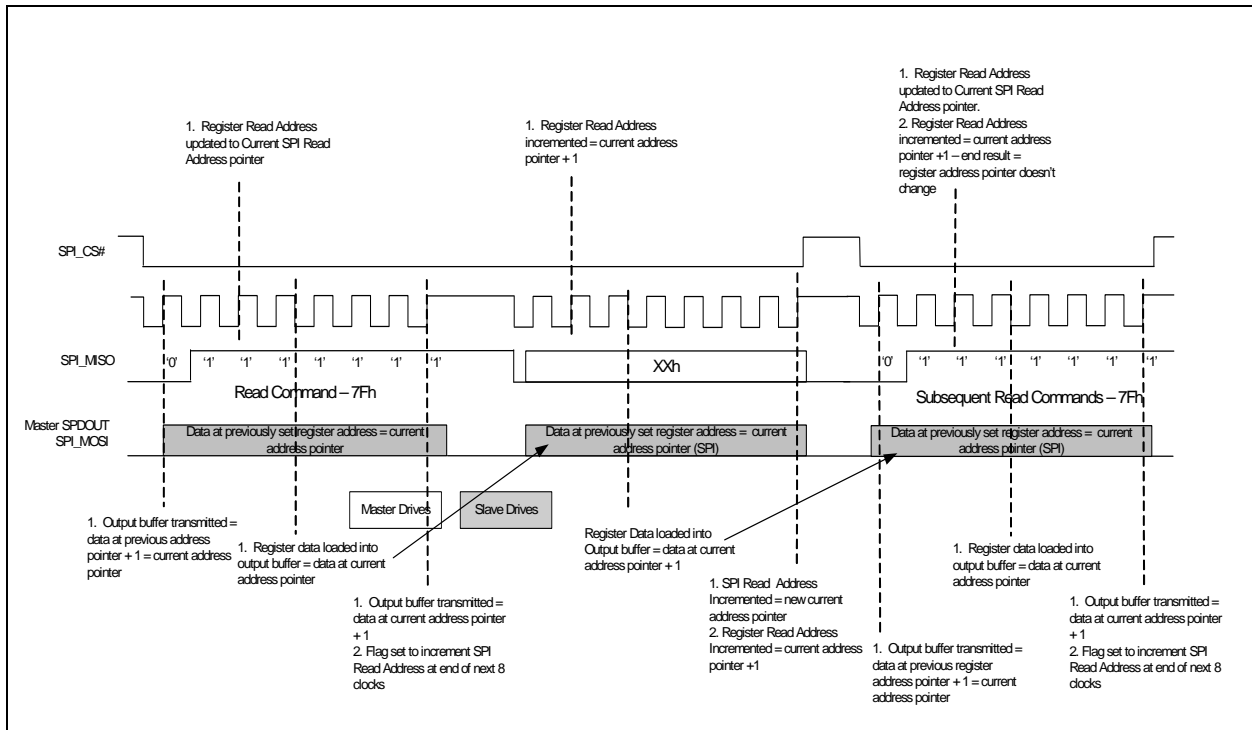 1. Register Read Address
updated to Current SPI Read
Address pointer
1. Register Read Address
incremented = current address
pointer + 1
1. Register Read Address
updated to Current SPI Read
Address pointer.
2. Register Read Address
incremented = current address
pointer +1 – end result =
register address pointer doesn't
change
SPI_CS#
SPI_MISO
'0' '1' '1' '1' '1' '1' '1' '1'
XXh
'0' '1' '1' '1' '1' '1' '1' '1'
Read Command – 7Fh
Subsequent Read Commands – 7Fh
Master SPDOUT
SPI_MOSI
Data at previously set register address = current
address pointer
Data at previously set register address = current
address pointer (SPI)
Data at previously set register address = current
address pointer (SPI)
Master Drives
Slave Drives
1. Output buffer transmitted =
data at previous address
pointer + 1 = current address
pointer
1. Register data loaded into
output buffer = data at current
address pointer
1. Output buffer transmitted =
data at current address pointer
+ 1
2. Flag set to increment SPI
Read Address at end of next 8
clocks
Register Data loaded into
Output buffer = data at current
address pointer + 1
1. SPI Read Address
Incremented = new current
address pointer
2. Register Read Address
Incremented = current address
pointer +1
1. Output buffer transmitted =
data at previous register
address pointer + 1 = current
address pointer
1. Register data loaded into
output buffer = data at current
address pointer
1. Output buffer transmitted =
data at current address pointer
+ 1
2. Flag set to increment SPI
Read Address at end of next 8
clocks